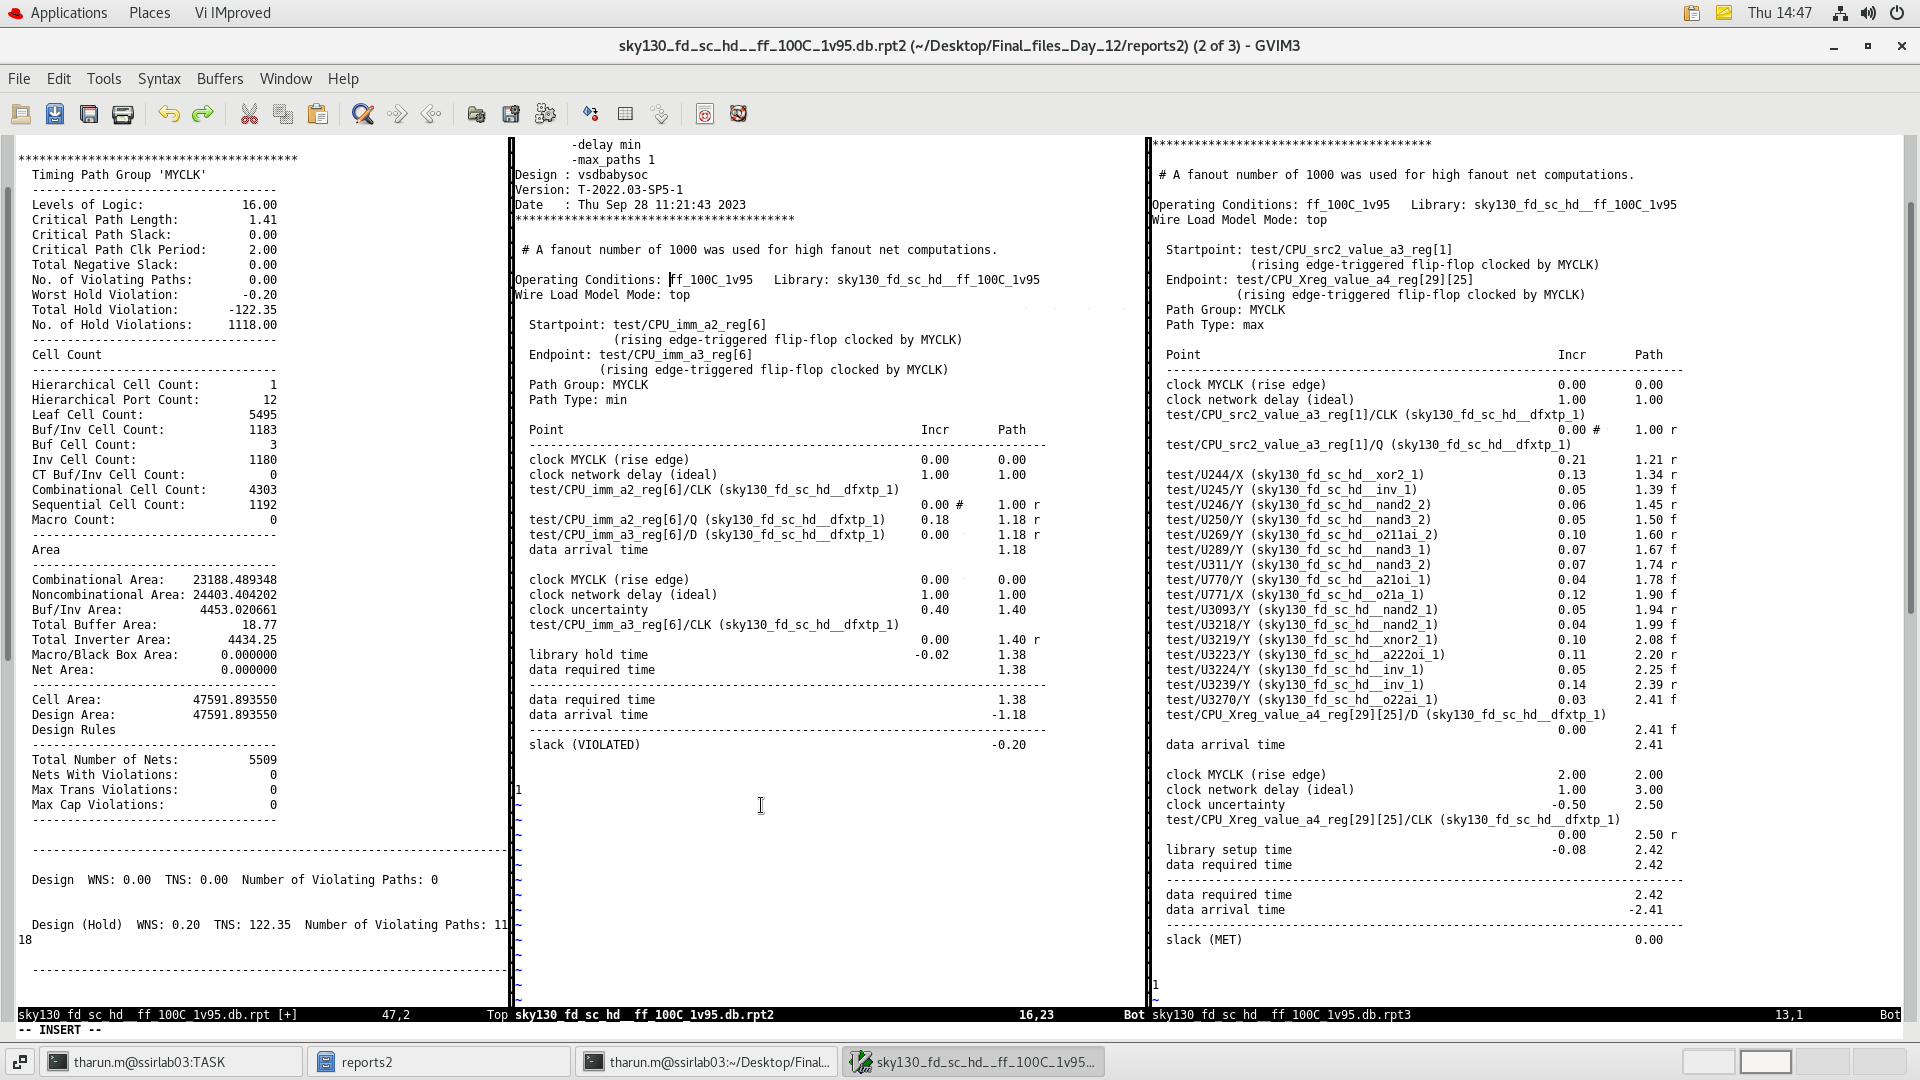 Applications Places Vi IMproved Thu 14:47
sky130_fd_sc_hd__ff_100C_1v95.db.rpt2 (~/Desktop/Final_files_Day_12/reports2) (2 of 3) - GVIM3
File Edit Tools Syntax Buffers Window Help
****************************************
Timing Path Group 'MYCLK'
-----------------------------------
Levels of Logic: 16.00
Critical Path Length: 1.41
Critical Path Slack: 0.00
Critical Path Clk Period: 2.00
Total Negative Slack: 0.00
No. of Violating Paths: 0.00
Worst Hold Violation: -0.20
Total Hold Violation: -122.35
No. of Hold Violations: 1118.00
-----------------------------------
Cell Count
-----------------------------------
Hierarchical Cell Count: 1
Hierarchical Port Count: 12
Leaf Cell Count: 5495
Buf/Inv Cell Count: 1183
Buf Cell Count: 3
Inv Cell Count: 1180
CT Buf/Inv Cell Count: 0
Combinational Cell Count: 4303
Sequential Cell Count: 1192
Macro Count: 0
-----------------------------------
Area
-----------------------------------
Combinational Area: 23188.489348
Noncombinational Area: 24403.404202
Buf/Inv Area: 4453.020661
Total Buffer Area: 18.77
Total Inverter Area: 4434.25
Macro/Black Box Area: 0.000000
Net Area: 0.000000
-----------------------------------
Cell Area: 47591.893550
Design Area: 47591.893550
Design Rules
-----------------------------------
Total Number of Nets: 5509
Nets With Violations: 0
Max Trans Violations: 0
Max Cap Violations: 0
-----------------------------------
--------------------------------------------------------------------
Design WNS: 0.00 TNS: 0.00 Number of Violating Paths: 0
Design (Hold) WNS: 0.20 TNS: 122.35 Number of Violating Paths: 11
18
--------------------------------------------------------------------
sky130_fd_sc_hd__ff_100C_1v95.db.rpt [+] 47,2 Top
-- INSERT --
-delay min
-max_paths 1
Design : vsdbabysoc
Version: T-2022.03-SP5-1
Date : Thu Sep 28 11:21:43 2023
****************************************
# A fanout number of 1000 was used for high fanout net computations.
Operating Conditions: ff_100C_1v95 Library: sky130_fd_sc_hd__ff_100C_1v95
Wire Load Model Mode: top
Startpoint: test/CPU_imm_a2_reg[6]
(rising edge-triggered flip-flop clocked by MYCLK)
Endpoint: test/CPU_imm_a3_reg[6]
(rising edge-triggered flip-flop clocked by MYCLK)
Path Group: MYCLK
Path Type: min
Point Incr Path
--------------------------------------------------------------------------
clock MYCLK (rise edge) 0.00 0.00
clock network delay (ideal) 1.00 1.00
test/CPU_imm_a2_reg[6]/CLK (sky130_fd_sc_hd__dfxtp_1)
0.00 # 1.00 r
test/CPU_imm_a2_reg[6]/Q (sky130_fd_sc_hd__dfxtp_1) 0.18 1.18 r
test/CPU_imm_a3_reg[6]/D (sky130_fd_sc_hd__dfxtp_1) 0.00 1.18 r
data arrival time 1.18
clock MYCLK (rise edge) 0.00 0.00
clock network delay (ideal) 1.00 1.00
clock uncertainty 0.40 1.40
test/CPU_imm_a3_reg[6]/CLK (sky130_fd_sc_hd__dfxtp_1)
0.00 1.40 r
library hold time -0.02 1.38
data required time 1.38
--------------------------------------------------------------------------
data required time 1.38
data arrival time -1.18
--------------------------------------------------------------------------
slack (VIOLATED) -0.20
1
~
~
~
~
~
~
~
~
~
~
~
~
~
~
sky130_fd_sc_hd__ff_100C_1v95.db.rpt2 16,23 Bot
****************************************
# A fanout number of 1000 was used for high fanout net computations.
Operating Conditions: ff_100C_1v95 Library: sky130_fd_sc_hd__ff_100C_1v95
Wire Load Model Mode: top
Startpoint: test/CPU_src2_value_a3_reg[1]
(rising edge-triggered flip-flop clocked by MYCLK)
Endpoint: test/CPU_Xreg_value_a4_reg[29][25]
(rising edge-triggered flip-flop clocked by MYCLK)
Path Group: MYCLK
Path Type: max
Point Incr Path
--------------------------------------------------------------------------
clock MYCLK (rise edge) 0.00 0.00
clock network delay (ideal) 1.00 1.00
test/CPU_src2_value_a3_reg[1]/CLK (sky130_fd_sc_hd__dfxtp_1)
0.00 # 1.00 r
test/CPU_src2_value_a3_reg[1]/Q (sky130_fd_sc_hd__dfxtp_1)
0.21 1.21 r
test/U244/X (sky130_fd_sc_hd__xor2_1) 0.13 1.34 r
test/U245/Y (sky130_fd_sc_hd__inv_1) 0.05 1.39 f
test/U246/Y (sky130_fd_sc_hd__nand2_2) 0.06 1.45 r
test/U250/Y (sky130_fd_sc_hd__nand3_2) 0.05 1.50 f
test/U269/Y (sky130_fd_sc_hd__o211ai_2) 0.10 1.60 r
test/U289/Y (sky130_fd_sc_hd__nand3_1) 0.07 1.67 f
test/U311/Y (sky130_fd_sc_hd__nand3_2) 0.07 1.74 r
test/U770/Y (sky130_fd_sc_hd__a21oi_1) 0.04 1.78 f
test/U771/X (sky130_fd_sc_hd__o21a_1) 0.12 1.90 f
test/U3093/Y (sky130_fd_sc_hd__nand2_1) 0.05 1.94 r
test/U3218/Y (sky130_fd_sc_hd__nand2_1) 0.04 1.99 f
test/U3219/Y (sky130_fd_sc_hd__xnor2_1) 0.10 2.08 f
test/U3223/Y (sky130_fd_sc_hd__a222oi_1) 0.11 2.20 r
test/U3224/Y (sky130_fd_sc_hd__inv_1) 0.05 2.25 f
test/U3239/Y (sky130_fd_sc_hd__inv_1) 0.14 2.39 r
test/U3270/Y (sky130_fd_sc_hd__o22ai_1) 0.03 2.41 f
test/CPU_Xreg_value_a4_reg[29][25]/D (sky130_fd_sc_hd__dfxtp_1)
0.00 2.41 f
data arrival time 2.41
clock MYCLK (rise edge) 2.00 2.00
clock network delay (ideal) 1.00 3.00
clock uncertainty -0.50 2.50
test/CPU_Xreg_value_a4_reg[29][25]/CLK (sky130_fd_sc_hd__dfxtp_1)
0.00 2.50 r
library setup time -0.08 2.42
data required time 2.42
--------------------------------------------------------------------------
data required time 2.42
data arrival time -2.41
--------------------------------------------------------------------------
slack (MET) 0.00
1
~
sky130_fd_sc_hd__ff_100C_1v95.db.rpt3 13,1 Bot
tharun.m@ssirlab03:TASK reports2 tharun.m@ssirlab03:~/Desktop/Final... sky130_fd_sc_hd__ff_100C_1v95...